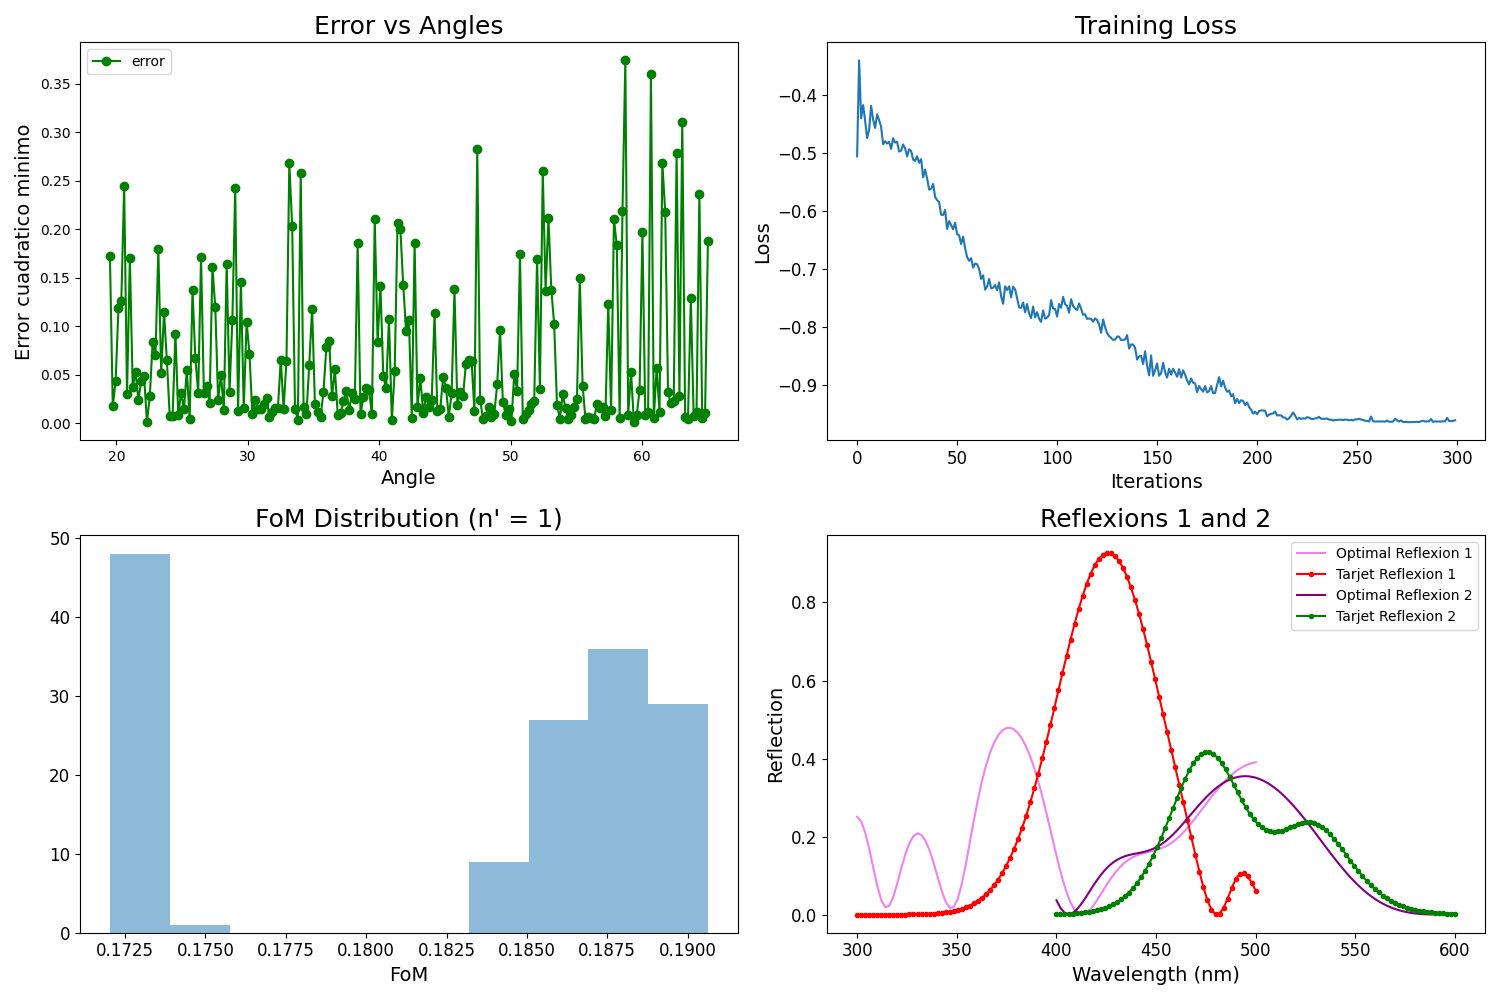 Error vs Angles
error
Error cuadratico minimo
0.35
0.30
0.25
0.20
0.15
0.10
0.05
0.00
20 30 40 50 60
Angle
Training Loss
Loss
−0.4
−0.5
−0.6
−0.7
−0.8
−0.9
0 50 100 150 200 250 300
Iterations
FoM Distribution (n' = 1)
50
40
30
20
10
0
0.1725 0.1750 0.1775 0.1800 0.1825 0.1850 0.1875 0.1900
FoM
Reflexions 1 and 2
Optimal Reflexion 1
Tarjet Reflexion 1
Optimal Reflexion 2
Tarjet Reflexion 2
Reflection
0.8
0.6
0.4
0.2
0.0
300 350 400 450 500 550 600
Wavelength (nm)